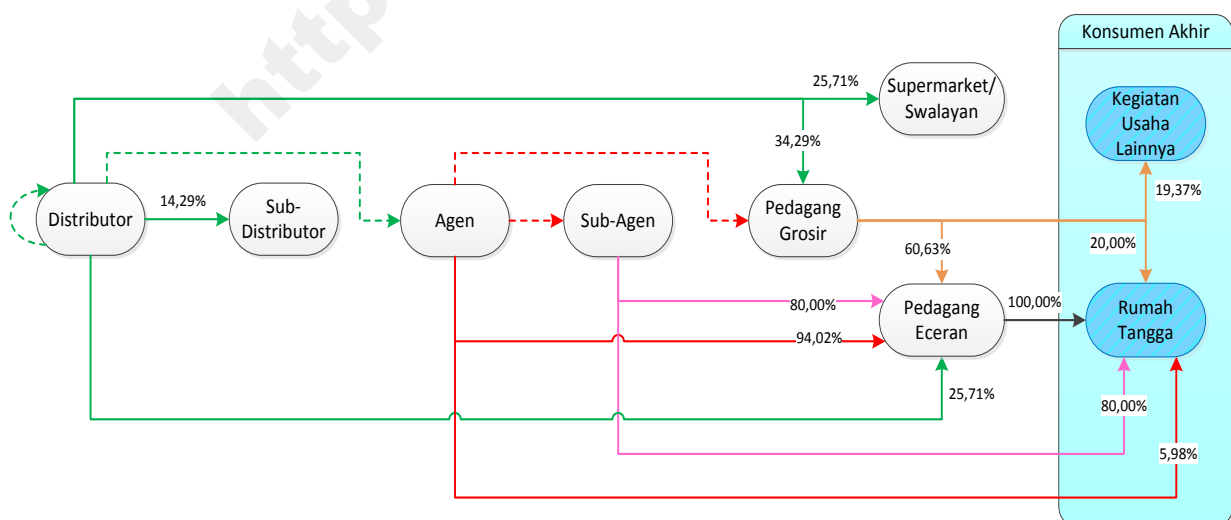 http
Konsumen Akhir
25,71%
Supermarket/
Swalayan
Kegiatan
Usaha
Lainnya
34,29%
Distributor
14,29%
Sub-
Distributor
Agen
Sub-Agen
Pedagang
Grosir
19,37%
60,63%
20,00%
80,00%
Pedagang
Eceran
100,00%
Rumah
Tangga
94,02%
25,71%
80,00%
5,98%